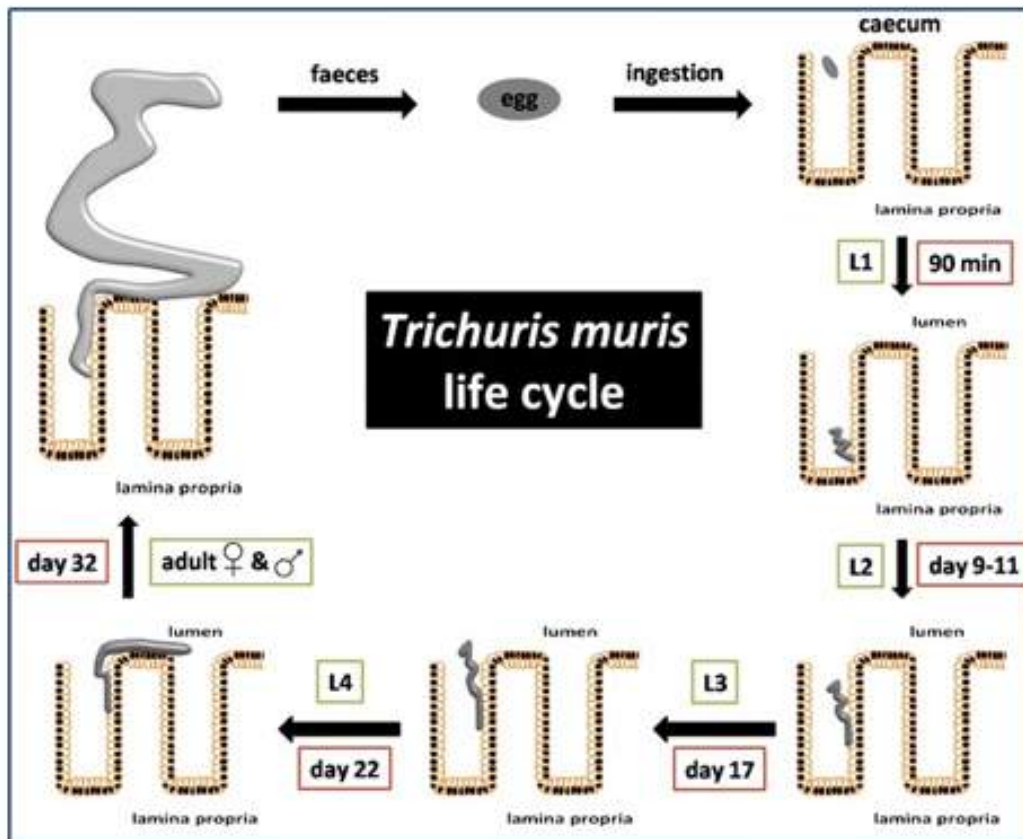 caecum
faeces
egg
ingestion
lamina propria
L1
90 min
lumen
Trichuris muris
life cycle
lamina propria
lamina propria
day 32
adult ♀ & ♂
L2
day 9-11
lumen
lumen
lumen
L4
L3
day 22
day 17
lamina propria
lamina propria
lamina propria